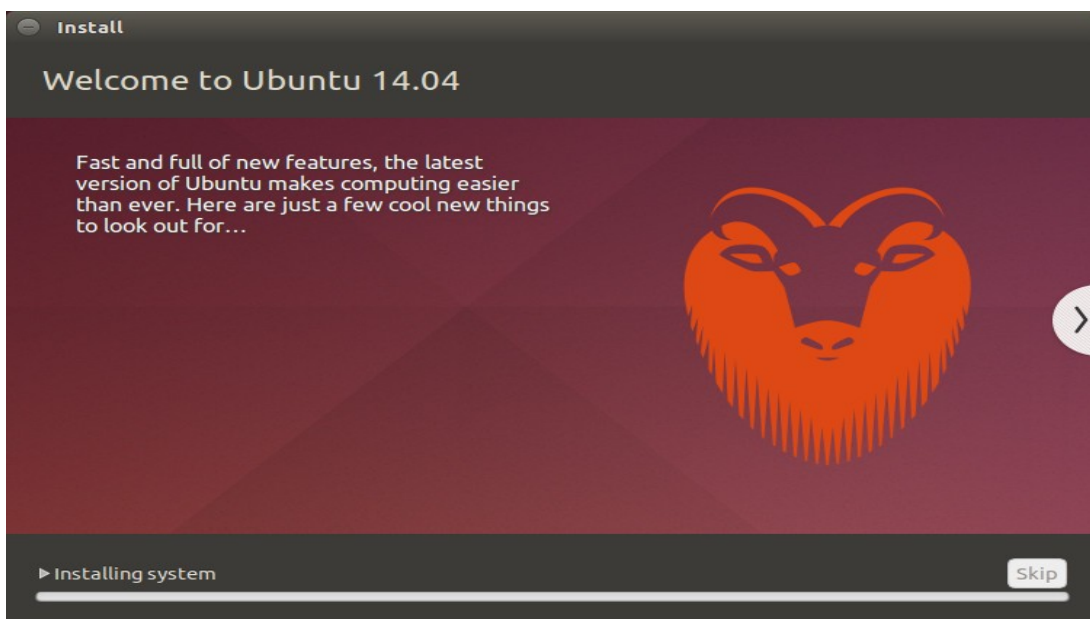 Install
Welcome to Ubuntu 14.04
Fast and full of new features, the latest
version of Ubuntu makes computing easier
than ever. Here are just a few cool new things
to look out for...
Installing system
Skip